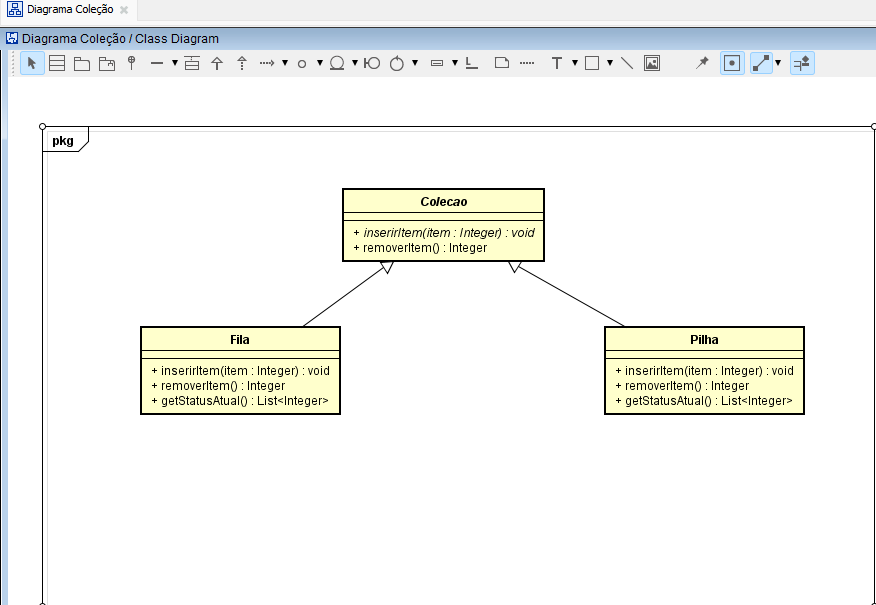 Diagrama Coleção
Diagrama Coleção / Class Diagram
T
pkg
Colecao
+ inserirItem(item : Integer) : void
+ removerItem() : Integer
Fila
+ inserirItem(item : Integer) : void
+ removerItem() : Integer
+ getStatusAtual() : List<Integer>
Pilha
+ inserirItem(item : Integer) : void
+ removerItem() : Integer
+ getStatusAtual() : List<Integer>